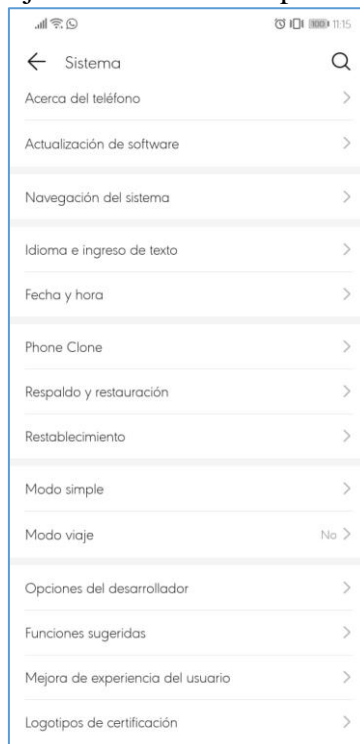 100 11:15
Sistema
Acerca del teléfono
Actualización de software
Navegación del sistema
Idioma e ingreso de texto
Fecha y hora
Phone Clone
Respaldo y restauración
Restablecimiento
Modo simple
Modo viaje No
Opciones del desarrollador
Funciones sugeridas
Mejora de experiencia del usuario
Logotipos de certificación